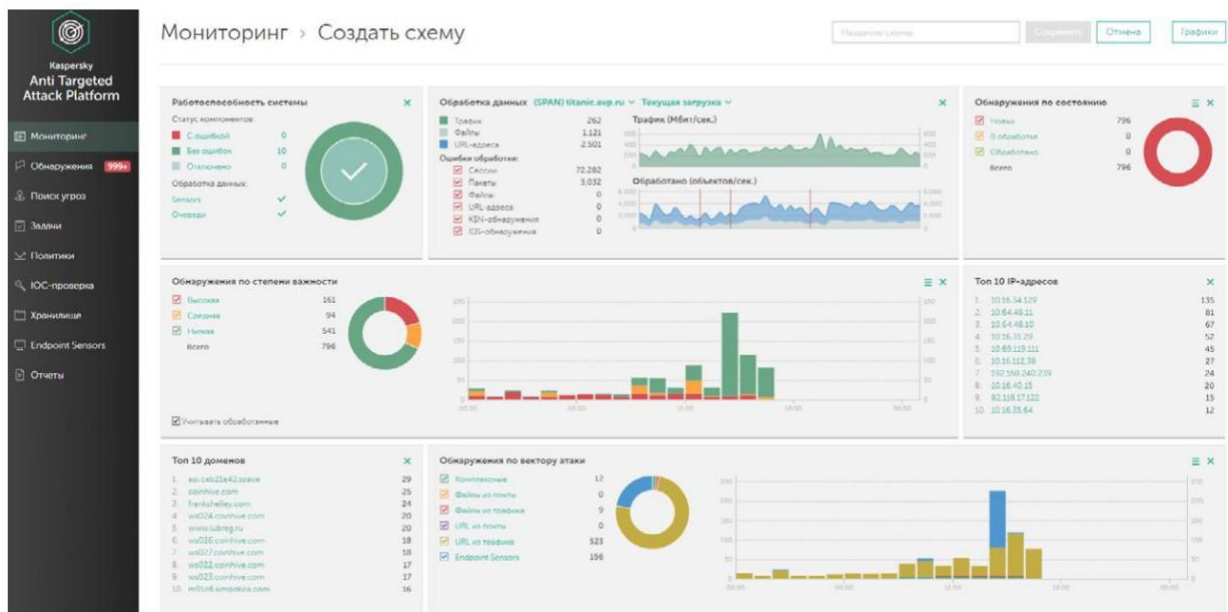 Kaspersky
Anti Targeted
Attack Platform
Мониторинг
Обнаружения 999+
Поиск угроз
Задачи
Политики
IOC-проверка
Хранилище
Endpoint Sensors
Отчеты
Мониторинг › Создать схему
Название схемы
Сохранить
Отмена
Графики
Работоспособность системы
Статус компонентов:
С ошибкой 0
Без ошибок 10
Отключено 0
Обработка данных:
Sensors
Очереди
Обработка данных (SPAN) titanic.avp.ru Текущая загрузка
Трафик 262
Файлы 1.121
URL-адреса 2.501
Ошибки обработки:
Сессии 72.282
Пакеты 3.032
Файлы 0
URL-адреса 0
KSN-обнаружения 0
IDS-обнаружения 0
Трафик (Мбит/сек.)
Обработано (объектов/сек.)
Обнаружения по состоянию
Новых 796
В обработке 0
Обработано 0
Всего 796
Обнаружения по степени важности
Высокая 161
Средняя 94
Низкая 541
Всего 796
Учитывать обработанные
Топ 10 IP-адресов
1. 10.16.54.129 135
2. 10.64.48.11 81
3. 10.64.48.10 67
4. 10.16.35.29 52
5. 10.69.119.111 45
6. 10.16.112.38 27
7. 192.168.240.239 24
8. 10.16.40.15 20
9. 82.116.17.122 15
10. 10.16.35.64 12
Топ 10 доменов
29
2. coinhive.com 25
3. frankshelley.com 24
4. ws024.coinhive.com 20
5. 20
6. ws026.coinhive.com 18
7. ws027.coinhive.com 18
8. ws022.coinhive.com 17
9. ws023.coinhive.com 17
10. 16
Обнаружения по вектору атаки
Комплексные 12
Файлы из почты 0
Файлы из трафика 9
URL из почты 0
URL из трафика 523
Endpoint Sensors 156